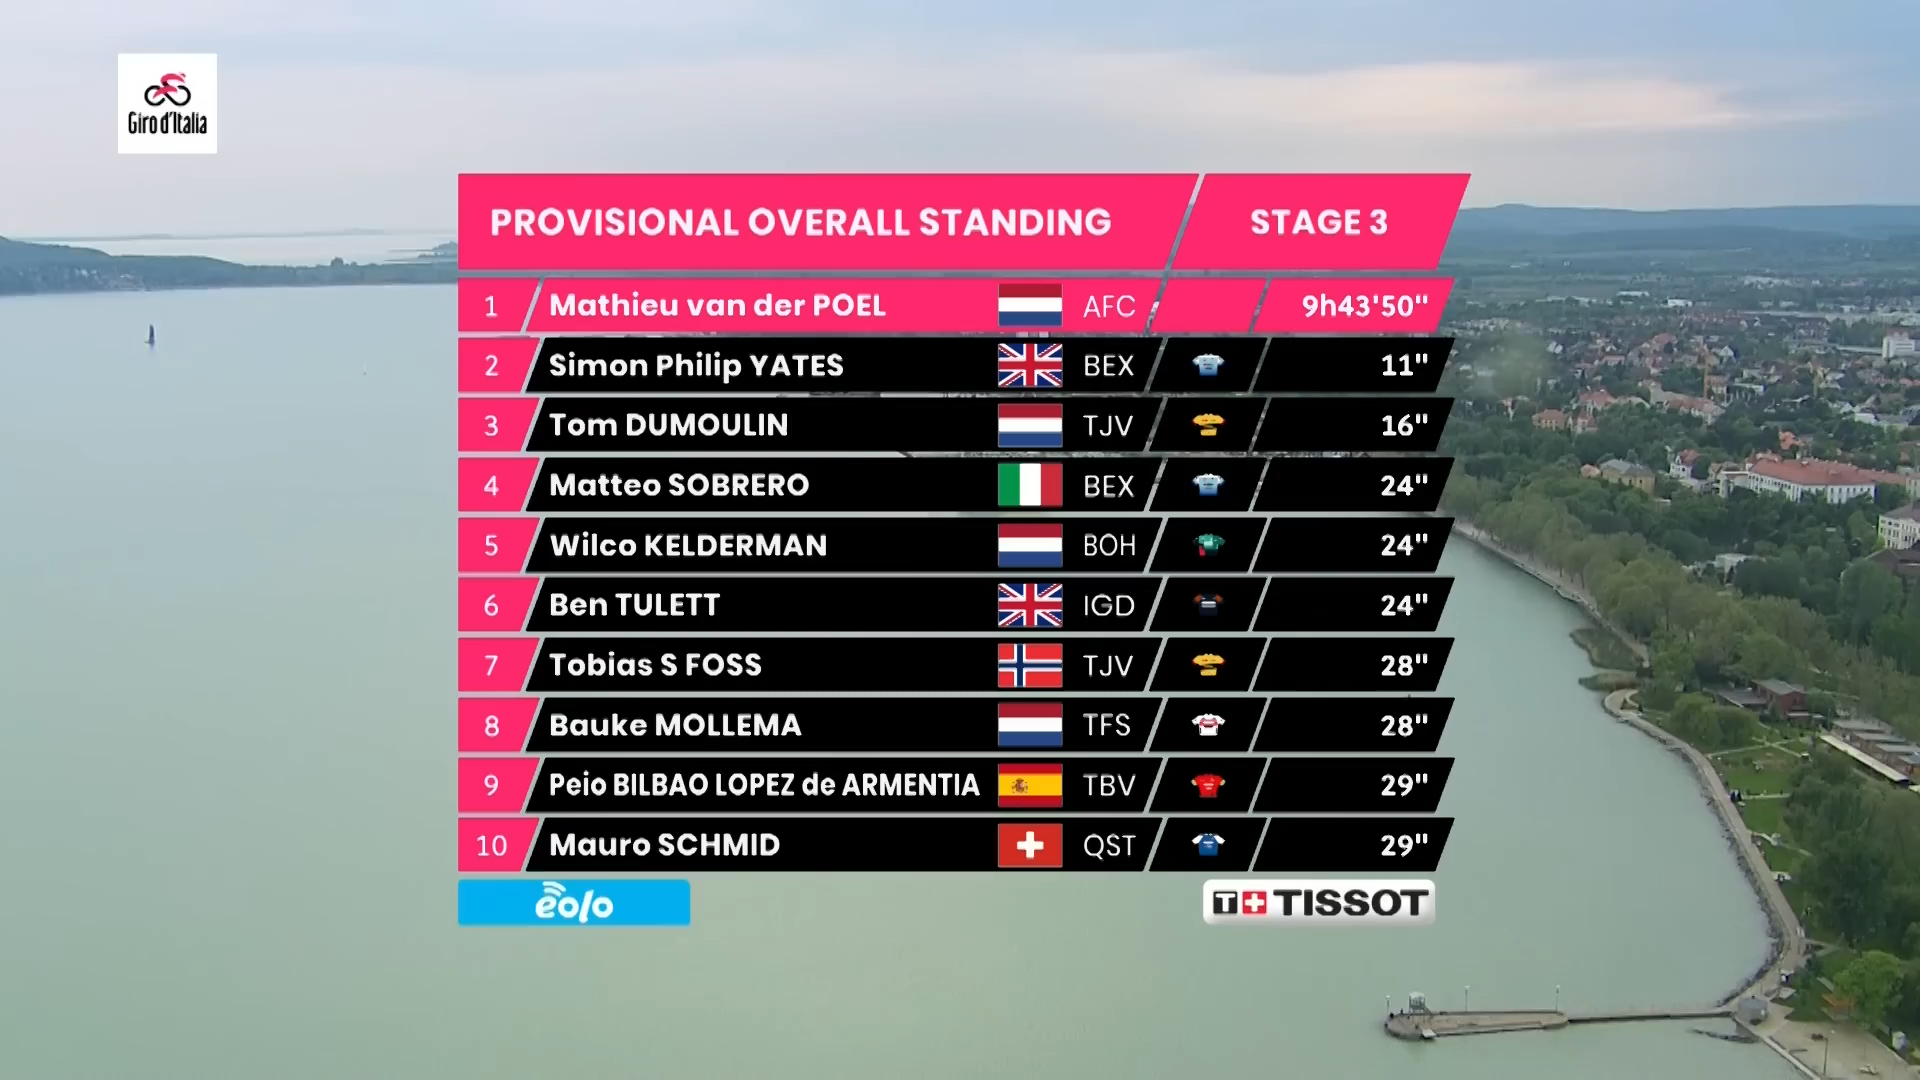 Giro d'Italia
PROVISIONAL OVERALL STANDING STAGE 3
1 Mathieu van der POEL AFC 9h43'50"
2 Simon Philip YATES BEX 11"
3 Tom DUMOULIN TJV 16"
4 Matteo SOBRERO BEX 24"
5 Wilco KELDERMAN BOH 24"
6 Ben TULETT IGD 24"
7 Tobias S FOSS TJV 28"
8 Bauke MOLLEMA TFS 28"
9 Peio BILBAO LOPEZ de ARMENTIA TBV 29"
10 Mauro SCHMID QST 29"
eolo T+ TISSOT